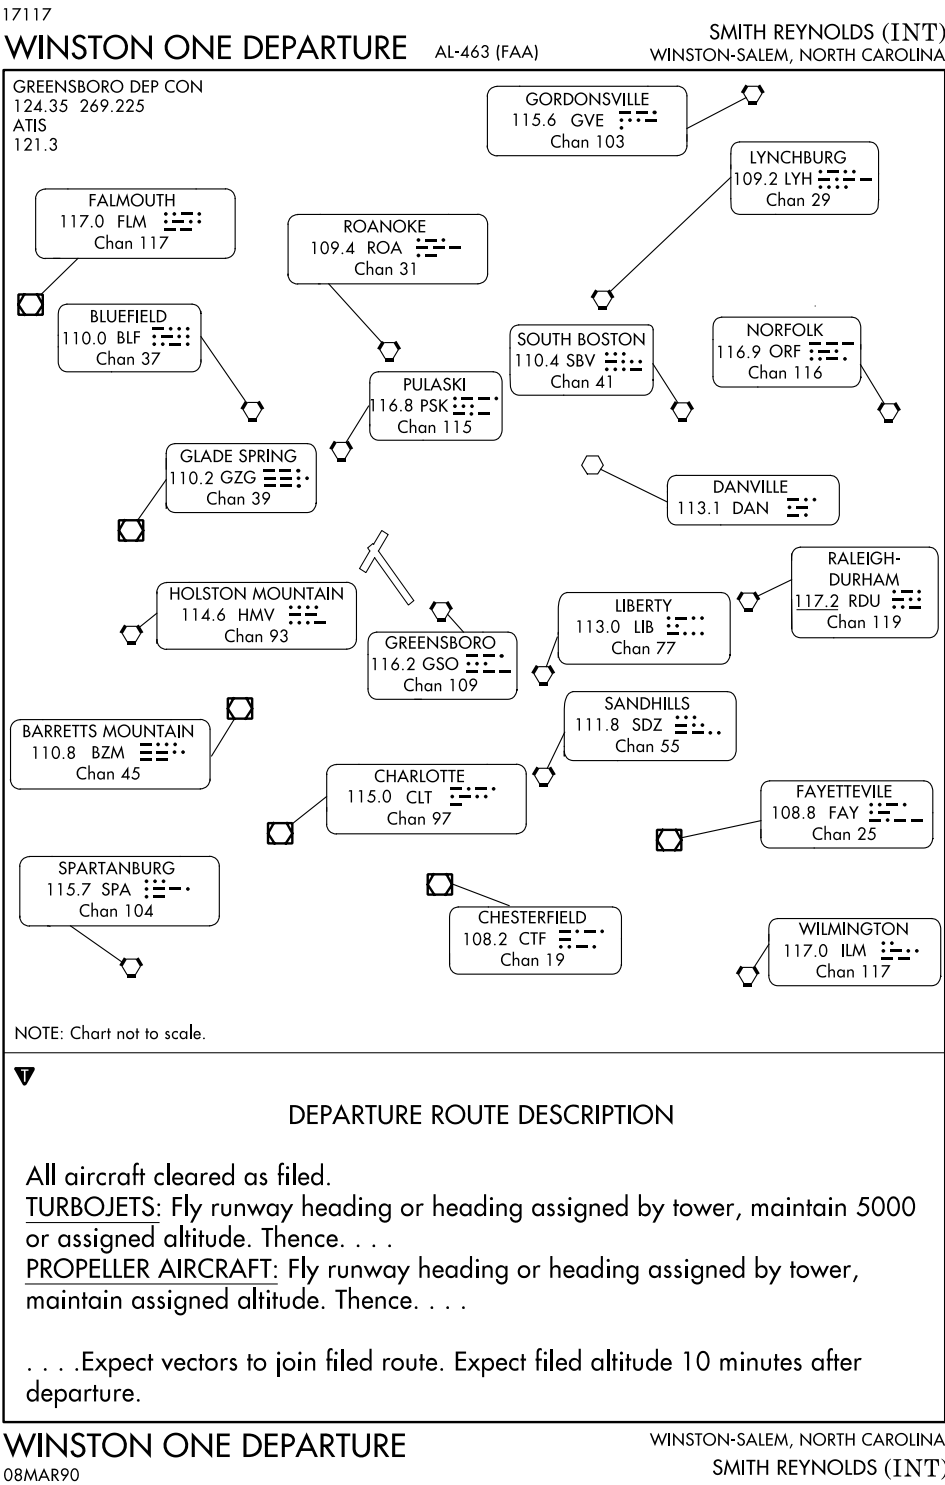 17117
WINSTON ONE DEPARTURE AL-463 (FAA)
SMITH REYNOLDS (INT)
WINSTON-SALEM, NORTH CAROLINA
GREENSBORO DEP CON
124.35 269.225
ATIS
121.3
GORDONSVILLE
115.6 GVE
Chan 103
LYNCHBURG
109.2 LYH
Chan 29
FALMOUTH
117.0 FLM
Chan 117
ROANOKE
109.4 ROA
Chan 31
BLUEFIELD
110.0 BLF
Chan 37
SOUTH BOSTON
110.4 SBV
Chan 41
NORFOLK
116.9 ORF
Chan 116
PULASKI
116.8 PSK
Chan 115
GLADE SPRING
110.2 GZG
Chan 39
DANVILLE
113.1 DAN
RALEIGH-
DURHAM
117.2 RDU
Chan 119
HOLSTON MOUNTAIN
114.6 HMV
Chan 93
LIBERTY
113.0 LIB
Chan 77
GREENSBORO
116.2 GSO
Chan 109
SANDHILLS
111.8 SDZ
Chan 55
BARRETTS MOUNTAIN
110.8 BZM
Chan 45
CHARLOTTE
115.0 CLT
Chan 97
FAYETTEVILE
108.8 FAY
Chan 25
SPARTANBURG
115.7 SPA
Chan 104
CHESTERFIELD
108.2 CTF
Chan 19
WILMINGTON
117.0 ILM
Chan 117
NOTE: Chart not to scale.
T
DEPARTURE ROUTE DESCRIPTION
All aircraft cleared as filed.
TURBOJETS: Fly runway heading or heading assigned by tower, maintain 5000
or assigned altitude. Thence. . . .
PROPELLER AIRCRAFT: Fly runway heading or heading assigned by tower,
maintain assigned altitude. Thence. . . .
. . . .Expect vectors to join filed route. Expect filed altitude 10 minutes after
departure.
WINSTON ONE DEPARTURE
08MAR90
WINSTON-SALEM, NORTH CAROLINA
SMITH REYNOLDS (INT)